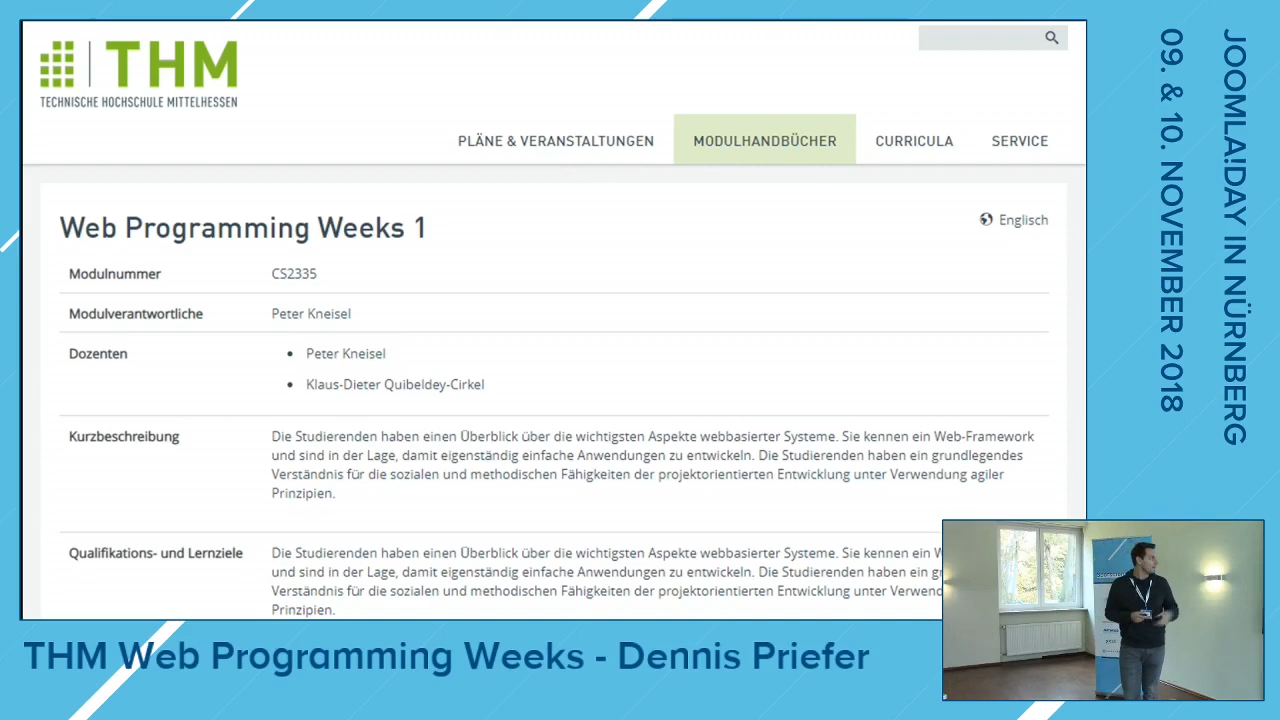 THM
TECHNISCHE HOCHSCHULE MITTELHESSEN
PLÄNE & VERANSTALTUNGEN
MODULHANDBÜCHER
CURRICULA
SERVICE
Web Programming Weeks 1
Englisch
Modulnummer
CS2335
Modulverantwortliche
Peter Kneisel
Dozenten
• Peter Kneisel
• Klaus-Dieter Quibeldey-Cirkel
Kurzbeschreibung
Die Studierenden haben einen Überblick über die wichtigsten Aspekte webbasierter Systeme. Sie kennen ein Web-Framework
und sind in der Lage, damit eigenständig einfache Anwendungen zu entwickeln. Die Studierenden haben ein grundlegendes
Verständnis für die sozialen und methodischen Fähigkeiten der projektorientierten Entwicklung unter Verwendung agiler
Prinzipien.
Qualifikations- und Lernziele
Die Studierenden haben einen Überblick über die wichtigsten Aspekte webbasierter Systeme. Sie kennen ein
und sind in der Lage, damit eigenständig einfache Anwendungen zu entwickeln. Die Studierenden haben ein
Verständnis für die sozialen und methodischen Fähigkeiten der projektorientierten Entwicklung unter
Prinzipien.
THM Web Programming Weeks - Dennis Priefer
JOOMLA!DAY IN NÜRNBERG
09. & 10. NOVEMBER 2018